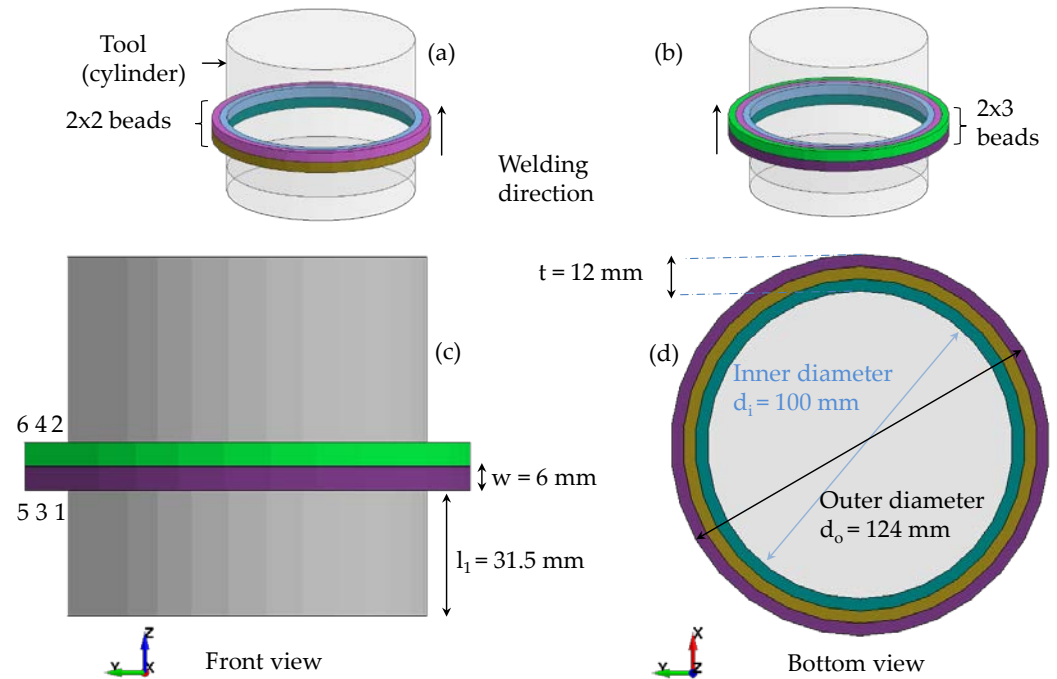 Tool
(cylinder)
(a)
2x2 beads
Welding
direction
(b)
2x3
beads
(c)
6 4 2
5 3 1
w = 6 mm
l1 = 31.5 mm
Z
Y
X
Front view
t = 12 mm
(d)
Inner diameter
di = 100 mm
Outer diameter
do = 124 mm
X
Y
Z
Bottom view